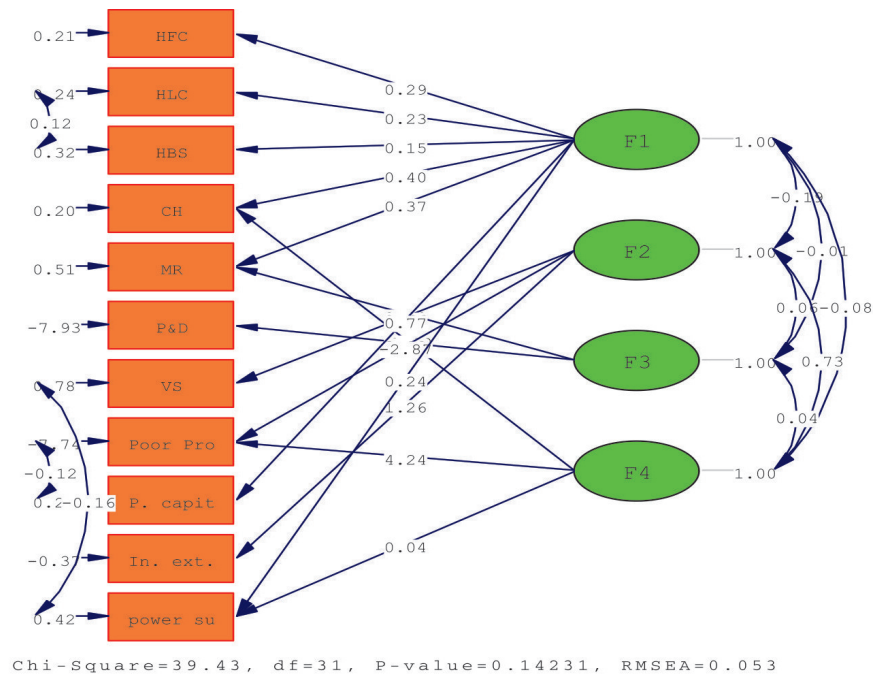 0.21 HFC
0.24 HLC
0.12
0.32 HBS
0.20 CH
0.51 MR
-7.93 P&D
0.78 VS
-7.74 Poor Pro
-0.12
-0.16
P. capit
In. ext.
0.42 power su
0.29
0.23
0.15
0.40
0.37
0.77
-2.87
0.24
1.26
4.24
0.04
F1 1.00
F2 1.00
F3 1.00
F4 1.00
-0.19
-0.01
0.06
-0.08
0.73
0.04
Chi-Square=39.43, df=31, P-value=0.14231, RMSEA=0.053